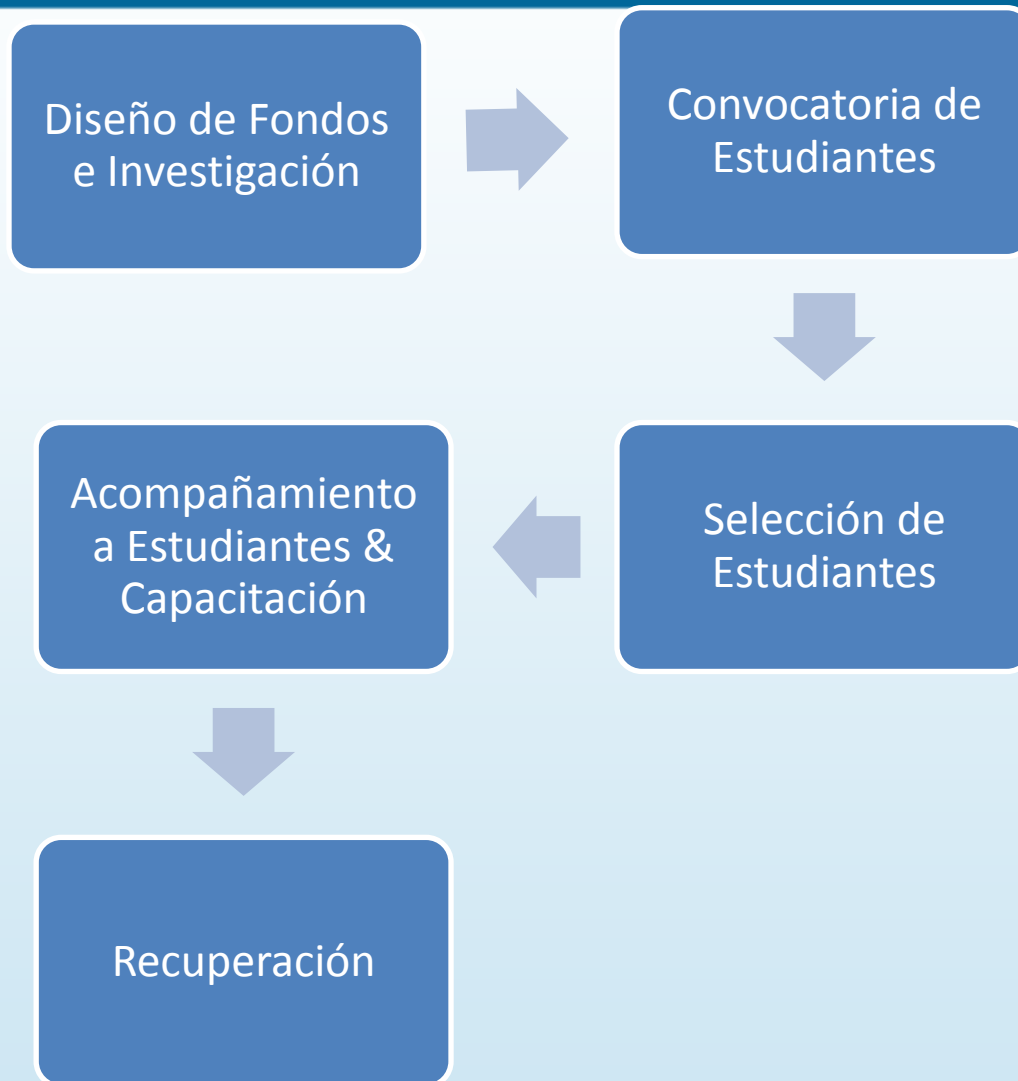 Diseño de Fondos
e Investigación
Convocatoria de
Estudiantes
Selección de
Estudiantes
Acompañamiento
a Estudiantes &
Capacitación
Recuperación